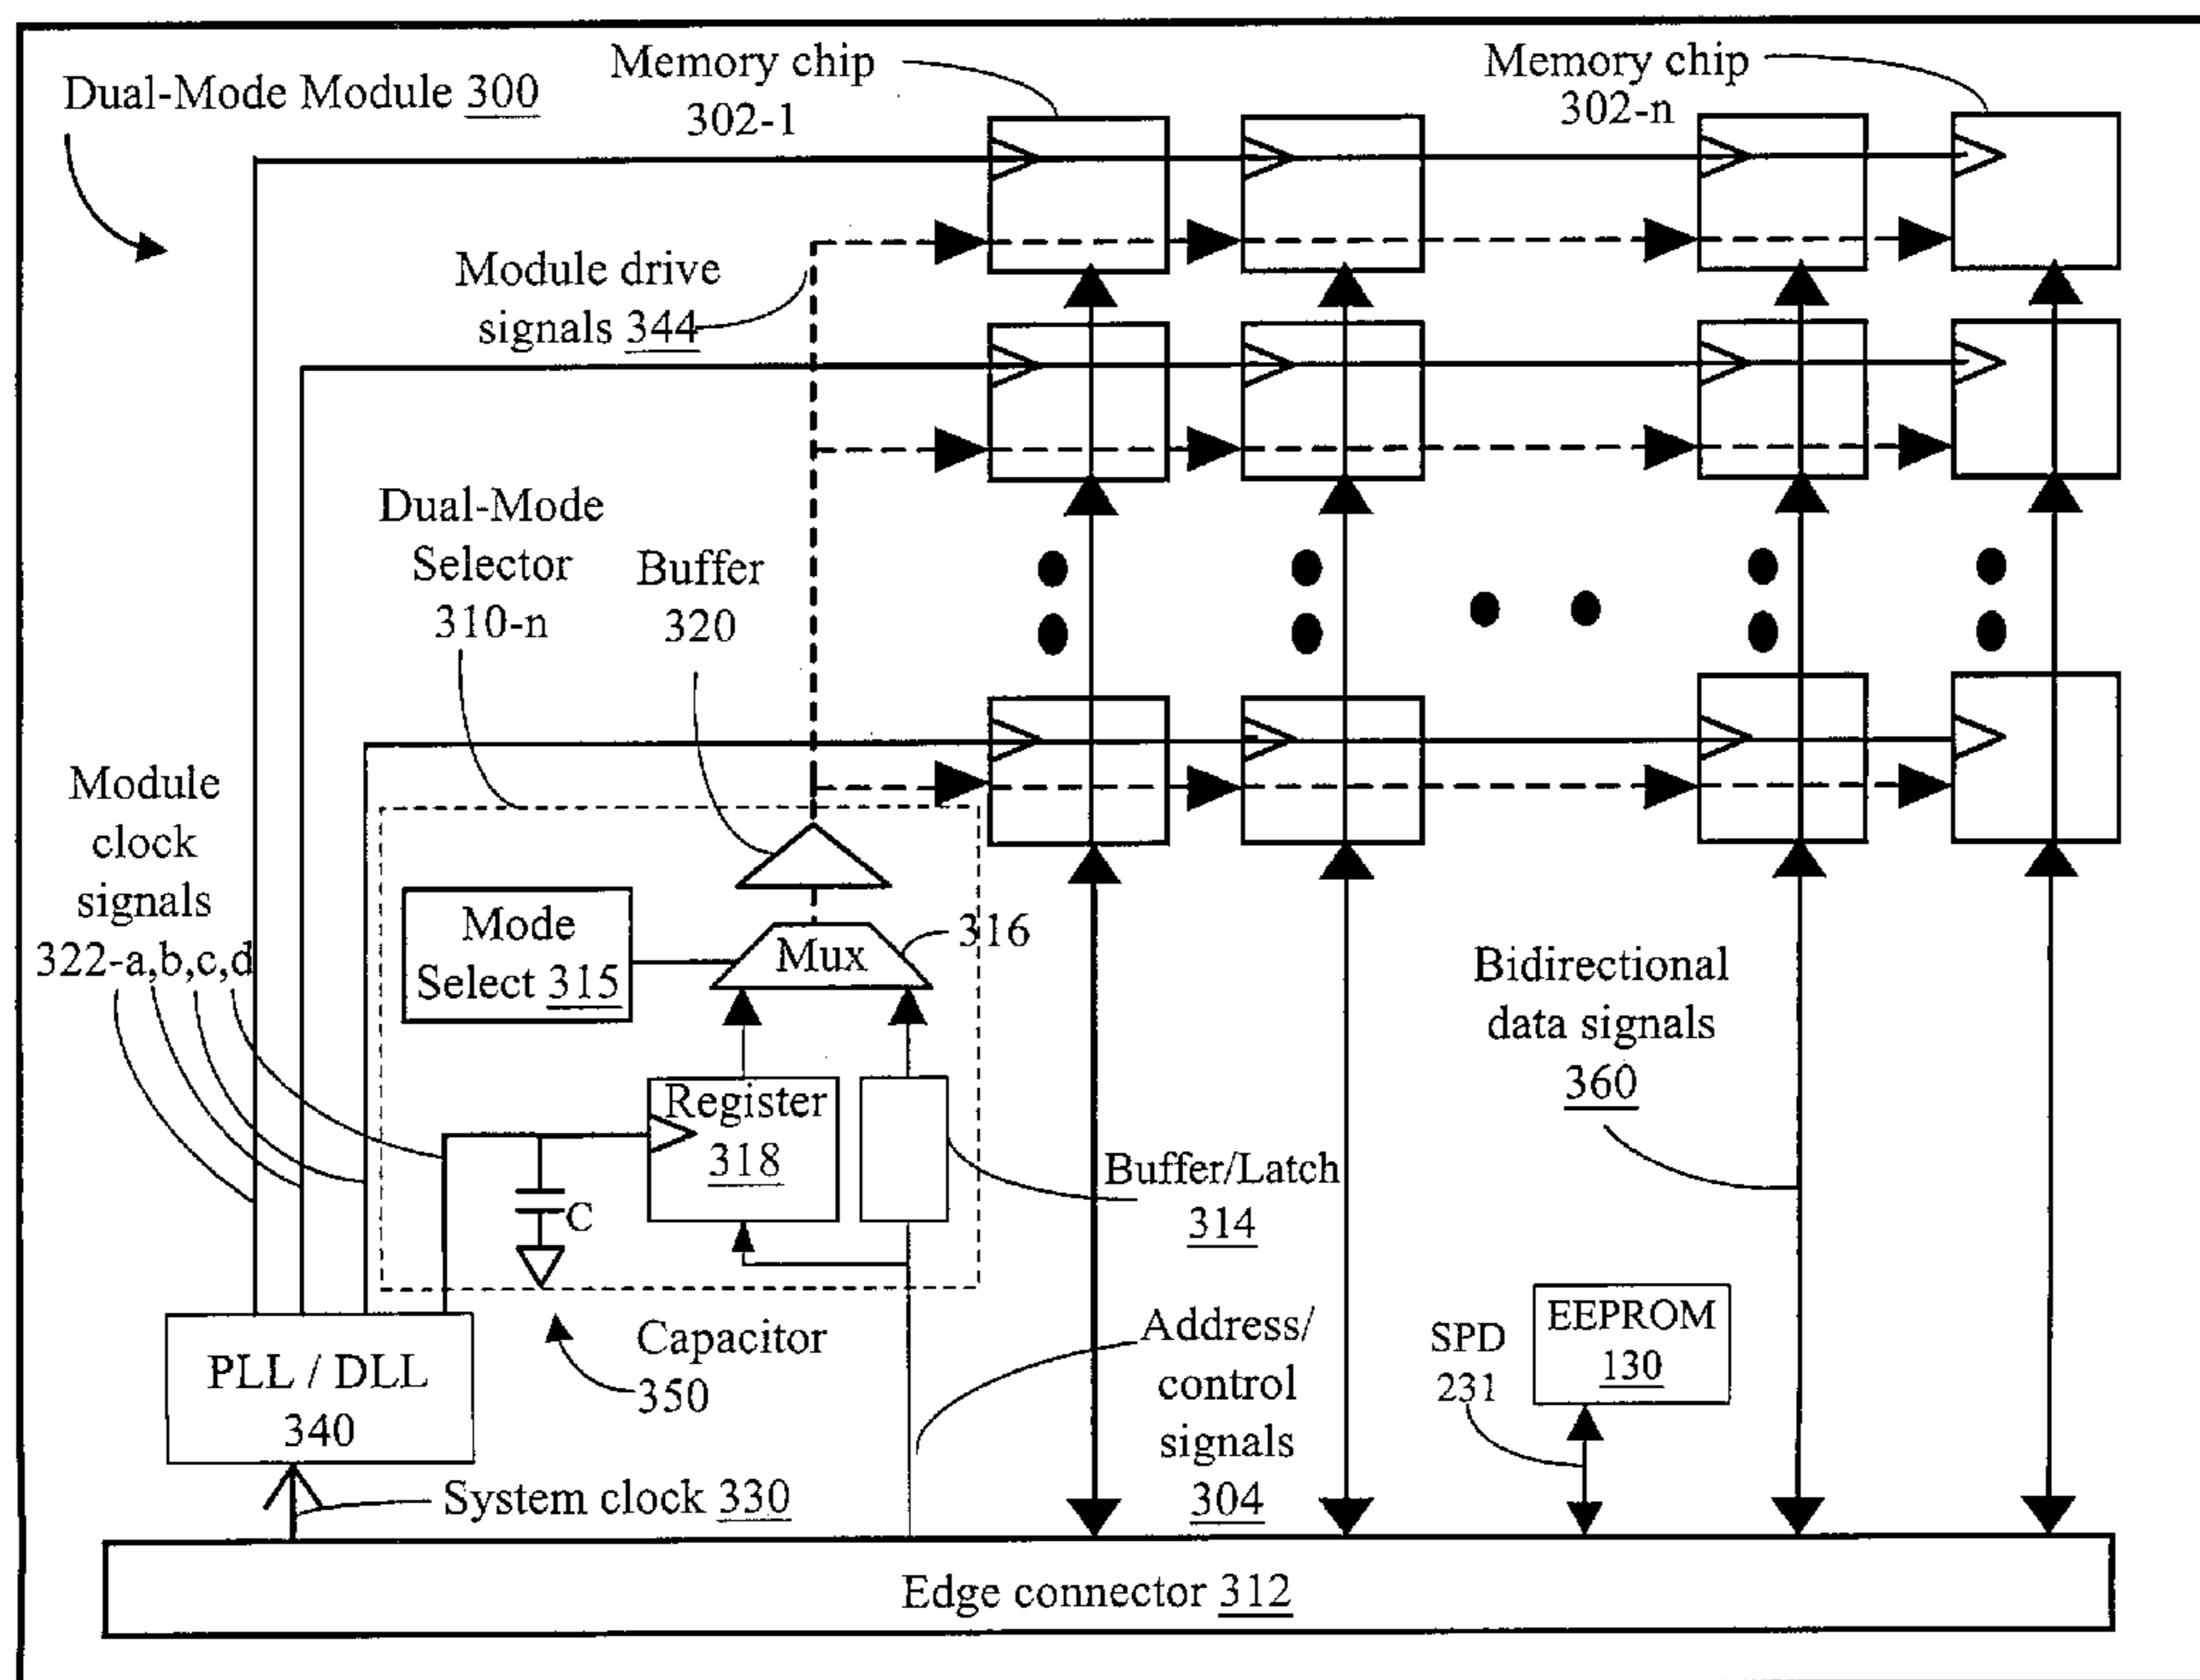 Dual-Mode Module 300
Memory chip
302-1
Memory chip
302-n
Module drive
signals 344
Dual-Mode
Selector
310-n
Buffer
320
Module
clock
signals
322-a,b,c,d
Mode
Select 315
Mux
316
Register
318
C
Buffer/Latch
314
Bidirectional
data signals
360
Capacitor
350
Address/
control
signals
304
SPD
231
EEPROM
130
PLL / DLL
340
System clock 330
Edge connector 312